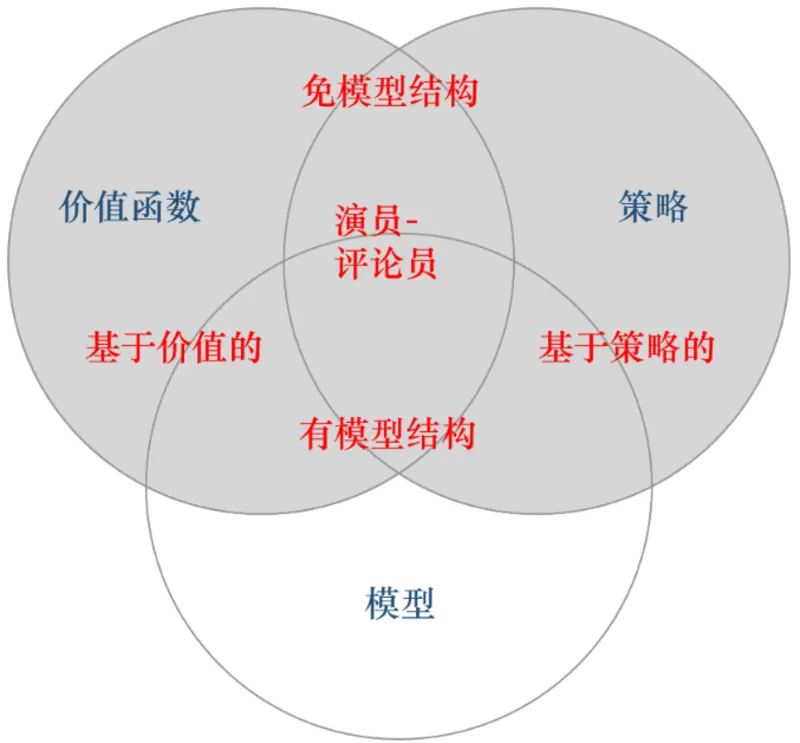 免模型结构
价值函数
演员-
评论员
策略
基于价值的
基于策略的
有模型结构
模型